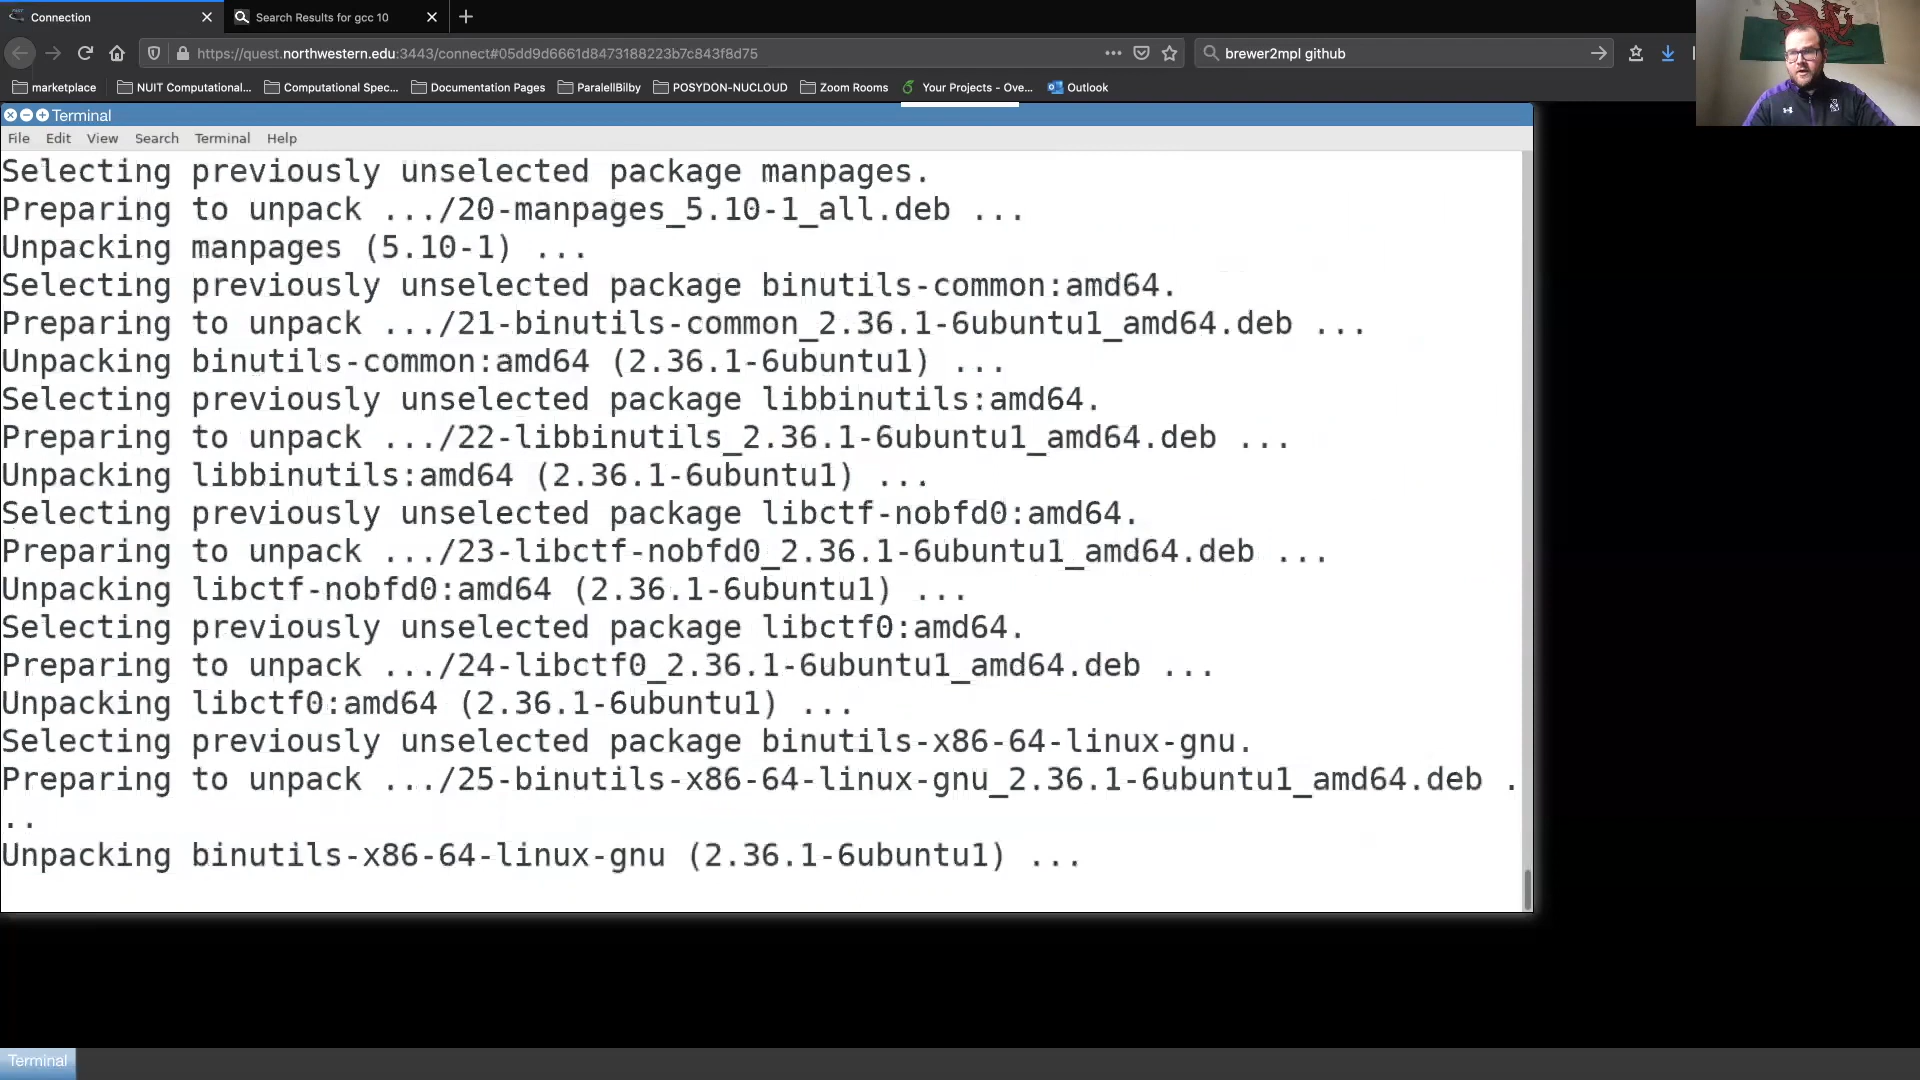 Connection
Search Results for gcc 10
https://quest.northwestern.edu:3443/connect#05dd9d6661d8473188223b7c843f8d75
brewer2mpl github
marketplace
NUIT Computational...
Computational Spec...
Documentation Pages
ParalellBilby
POSYDON-NUCLOUD
Zoom Rooms
Your Projects - Ove...
Outlook
Terminal
File Edit View Search Terminal Help
Selecting previously unselected package manpages.
Preparing to unpack .../20-manpages_5.10-1_all.deb ...
Unpacking manpages (5.10-1) ...
Selecting previously unselected package binutils-common:amd64.
Preparing to unpack .../21-binutils-common_2.36.1-6ubuntu1_amd64.deb ...
Unpacking binutils-common:amd64 (2.36.1-6ubuntu1) ...
Selecting previously unselected package libbinutils:amd64.
Preparing to unpack .../22-libbinutils_2.36.1-6ubuntu1_amd64.deb ...
Unpacking libbinutils:amd64 (2.36.1-6ubuntu1) ...
Selecting previously unselected package libctf-nobfd0:amd64.
Preparing to unpack .../23-libctf-nobfd0_2.36.1-6ubuntu1_amd64.deb ...
Unpacking libctf-nobfd0:amd64 (2.36.1-6ubuntu1) ...
Selecting previously unselected package libctf0:amd64.
Preparing to unpack .../24-libctf0_2.36.1-6ubuntu1_amd64.deb ...
Unpacking libctf0:amd64 (2.36.1-6ubuntu1) ...
Selecting previously unselected package binutils-x86-64-linux-gnu.
Preparing to unpack .../25-binutils-x86-64-linux-gnu_2.36.1-6ubuntu1_amd64.deb .
..
Unpacking binutils-x86-64-linux-gnu (2.36.1-6ubuntu1) ...
Terminal